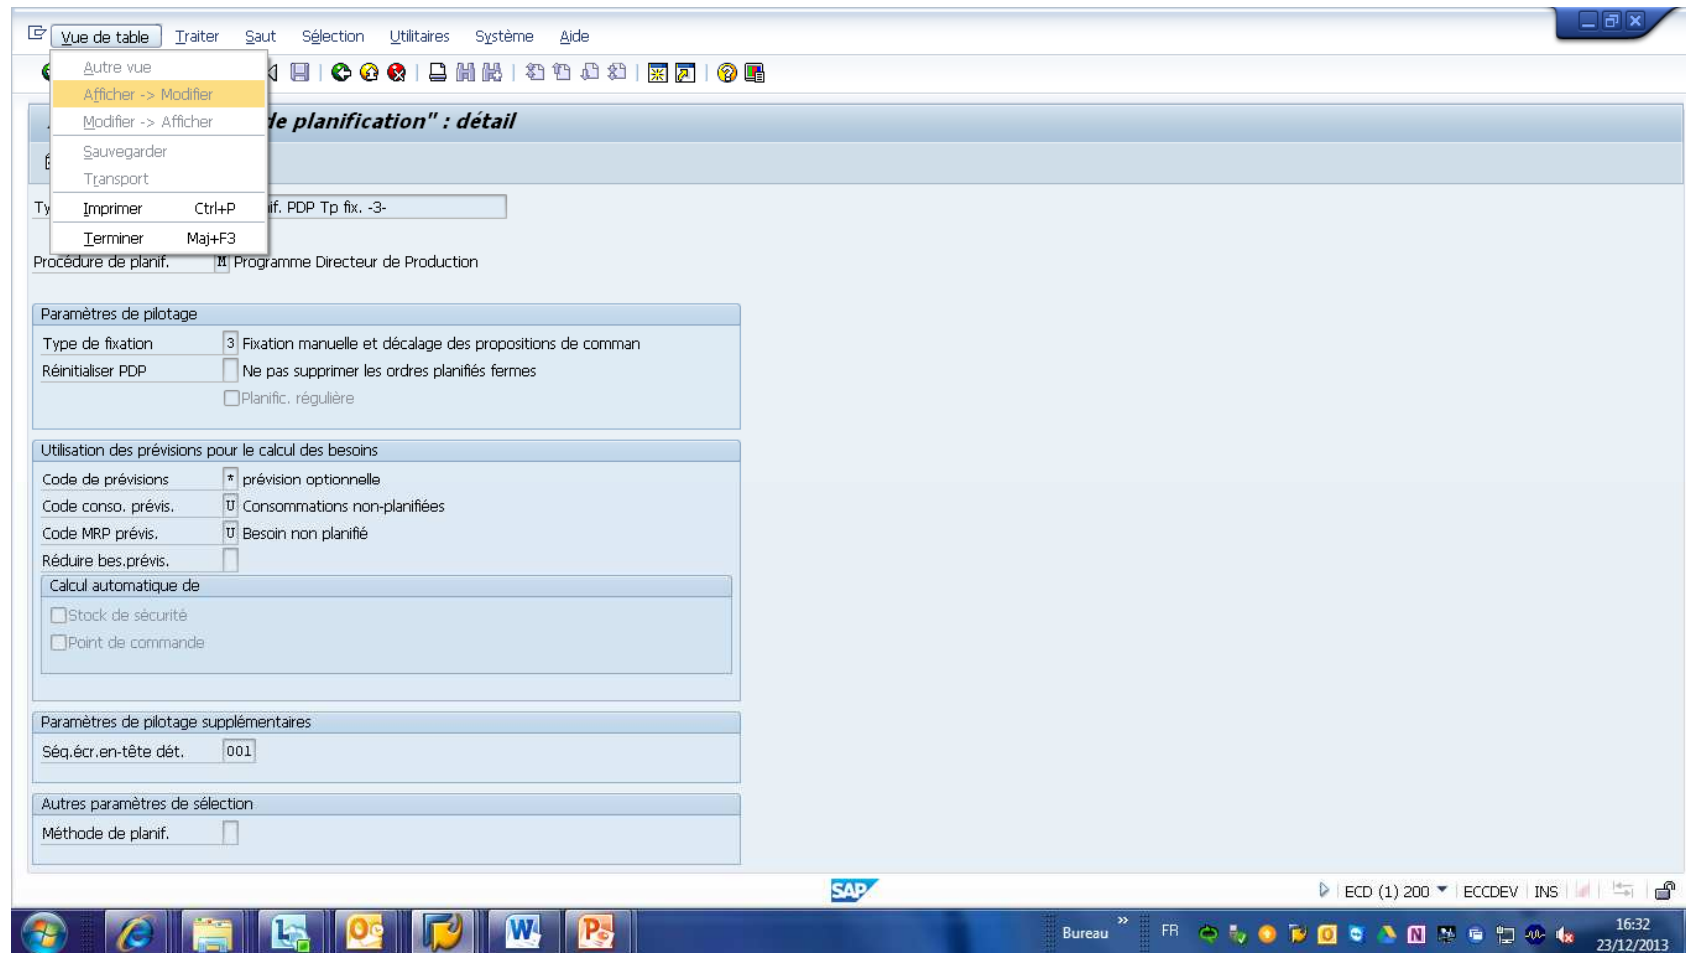 Vue de table Traiter Saut Sélection Utilitaires Système Aide
Autre vue
Afficher -> Modifier
Modifier -> Afficher
Sauvegarder
Transport
Imprimer Ctrl+P
Terminer Maj+F3
de planification" : détail
Ty if. PDP Tp fix. -3-
Procédure de planif. M Programme Directeur de Production
Paramètres de pilotage
Type de fixation 3 Fixation manuelle et décalage des propositions de comman
Réinitialiser PDP Ne pas supprimer les ordres planifiés fermes
Planific. régulière
Utilisation des prévisions pour le calcul des besoins
Code de prévisions * prévision optionnelle
Code conso. prévis. U Consommations non-planifiées
Code MRP prévis. U Besoin non planifié
Réduire bes.prévis.
Calcul automatique de
Stock de sécurité
Point de commande
Paramètres de pilotage supplémentaires
Séq.écr.en-tête dét. 001
Autres paramètres de sélection
Méthode de planif.
SAP
ECD (1) 200 ECCDEV INS
Bureau » FR
16:32
23/12/2013